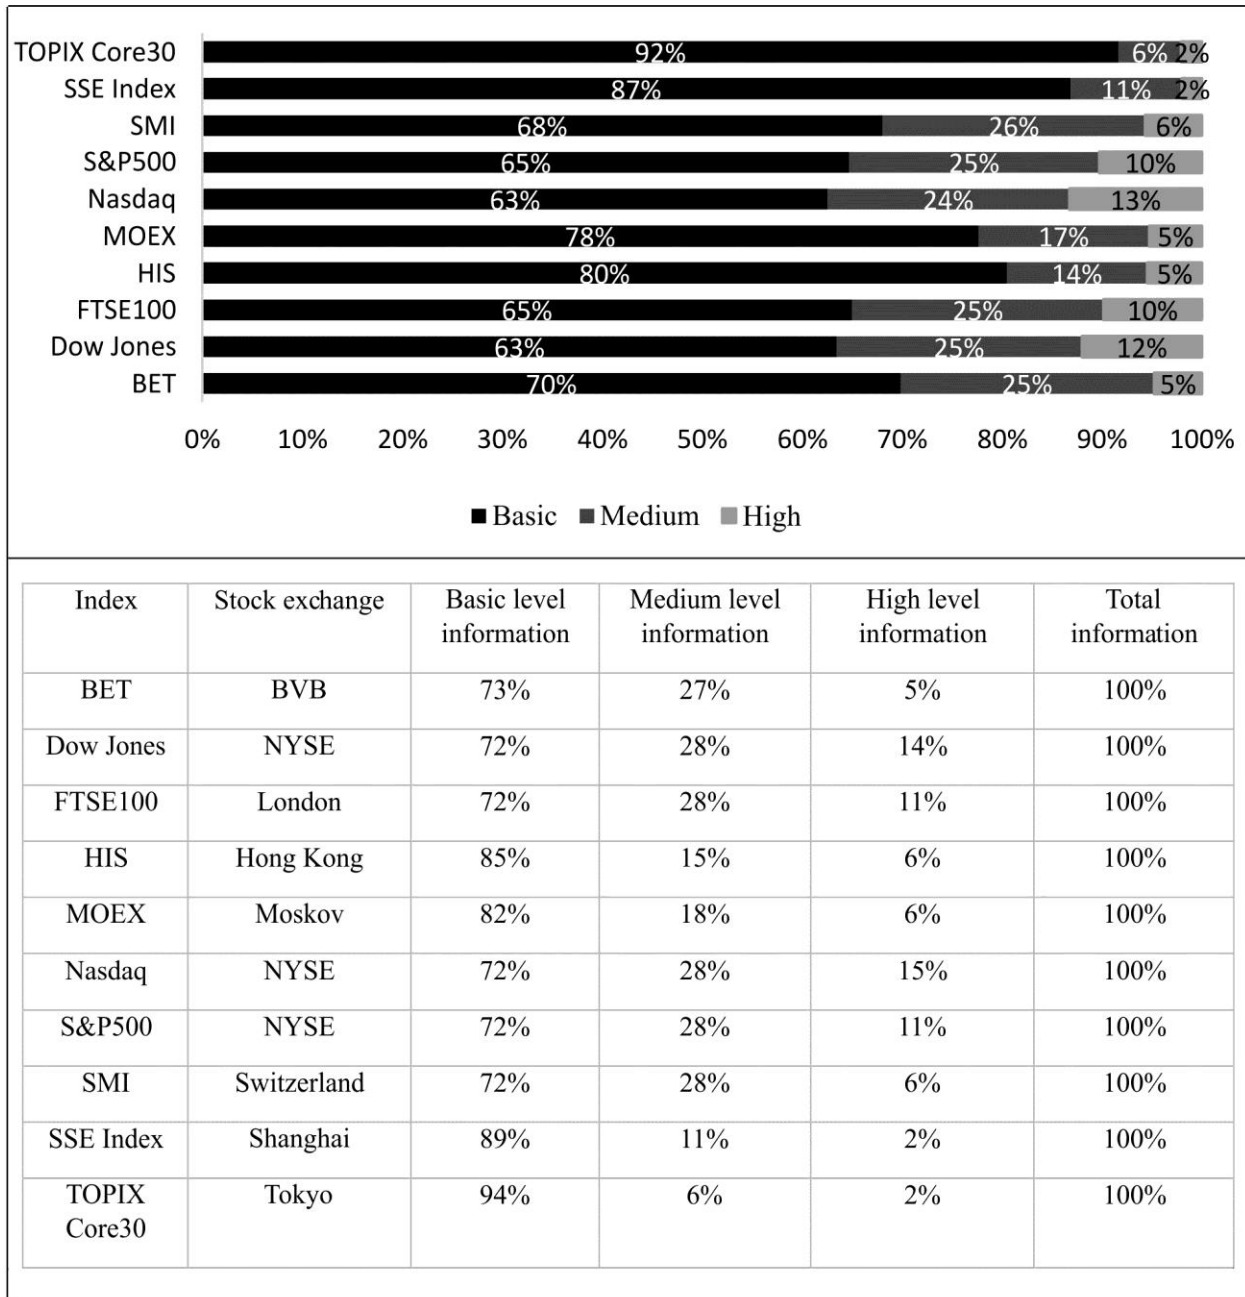 TOPIX Core30 92% 6% 2%
SSE Index 87% 11% 2%
SMI 68% 26% 6%
S&P500 65% 25% 10%
Nasdaq 63% 24% 13%
MOEX 78% 17% 5%
HIS 80% 14% 5%
FTSE100 65% 25% 10%
Dow Jones 63% 25% 12%
BET 70% 25% 5%
0% 10% 20% 30% 40% 50% 60% 70% 80% 90% 100%
Basic Medium High
Index Stock exchange Basic level Medium level High level Total
information information information information
BET BVB 73% 27% 5% 100%
Dow Jones NYSE 72% 28% 14% 100%
FTSE100 London 72% 28% 11% 100%
HIS Hong Kong 85% 15% 6% 100%
MOEX Moskov 82% 18% 6% 100%
Nasdaq NYSE 72% 28% 15% 100%
S&P500 NYSE 72% 28% 11% 100%
SMI Switzerland 72% 28% 6% 100%
SSE Index Shanghai 89% 11% 2% 100%
TOPIX Tokyo 94% 6% 2% 100%
Core30